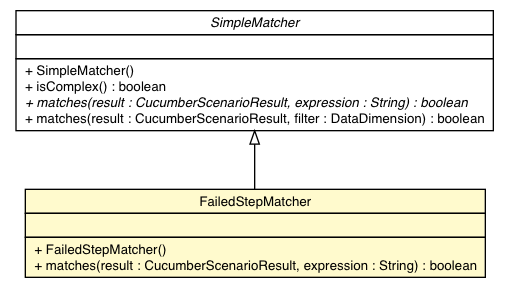 SimpleMatcher
+ SimpleMatcher()
+ isComplex() : boolean
+ matches(result : CucumberScenarioResult, expression : String) : boolean
+ matches(result : CucumberScenarioResult, filter : DataDimension) : boolean
FailedStepMatcher
+ FailedStepMatcher()
+ matches(result : CucumberScenarioResult, expression : String) : boolean